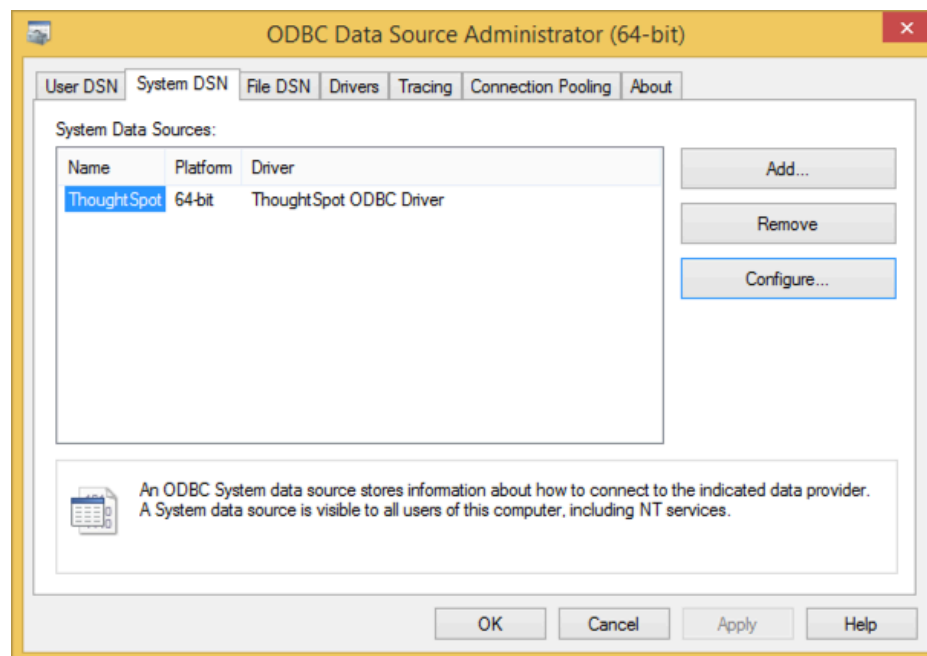 ODBC Data Source Administrator (64-bit)
User DSN System DSN File DSN Drivers Tracing Connection Pooling About
System Data Sources:
Name Platform Driver
ThoughtSpot 64-bit ThoughtSpot ODBC Driver
Add...
Remove
Configure...
An ODBC System data source stores information about how to connect to the indicated data provider.
A System data source is visible to all users of this computer, including NT services.
OK Cancel Apply Help